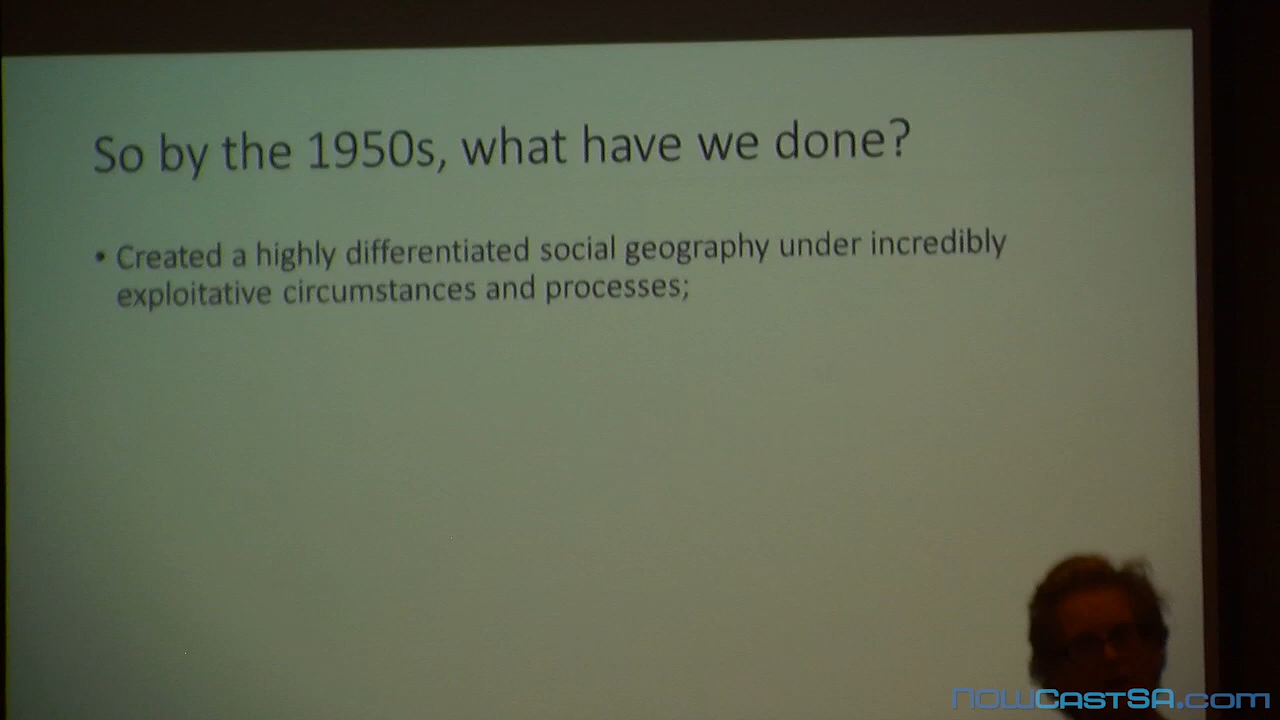 So by the 1950s, what have we done?
• Created a highly differentiated social geography under incredibly
exploitative circumstances and processes;
NOWCASTSA.com